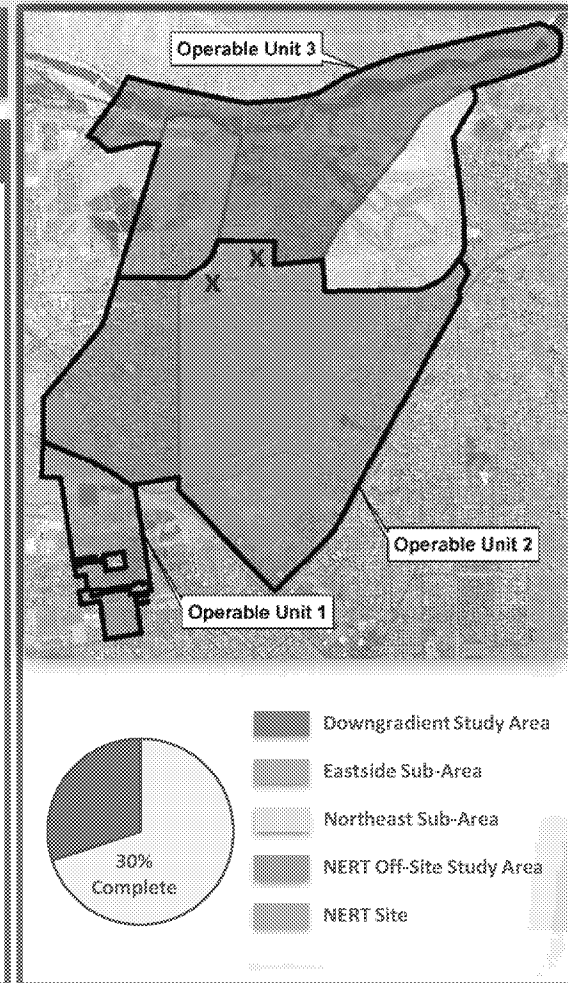 Operable Unit 3
X
X
Operable Unit 2
Operable Unit 1
Downgradient Study Area
Eastside Sub-Area
Northeast Sub-Area
NERT Off-Site Study Area
NERT Site
30%
Complete